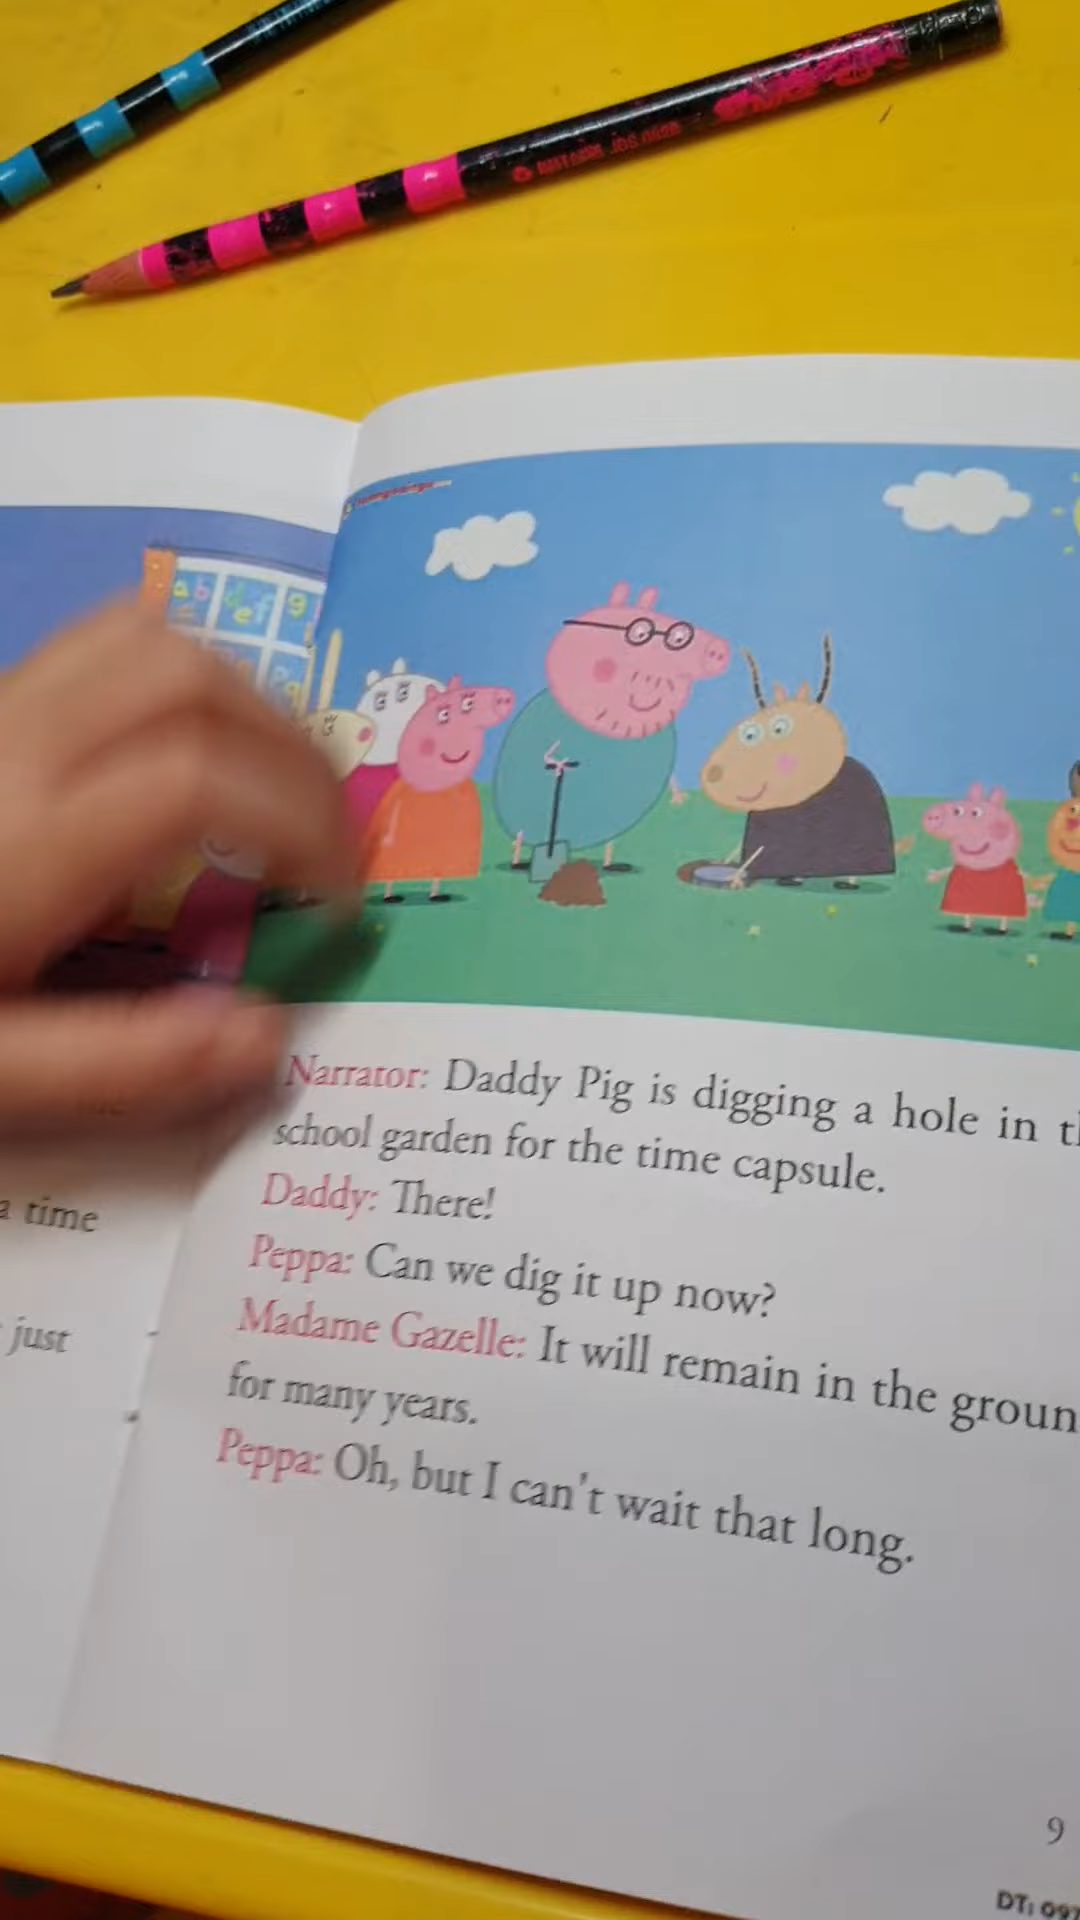 a time
just
Narrator: Daddy Pig is digging a hole in
school garden for the time capsule.
Daddy: There!
Peppa: Can we dig it up now?
Madame Gazelle: It will remain in the groun
for many years.
Peppa: Oh, but I can't wait that long.
9
DT: 097